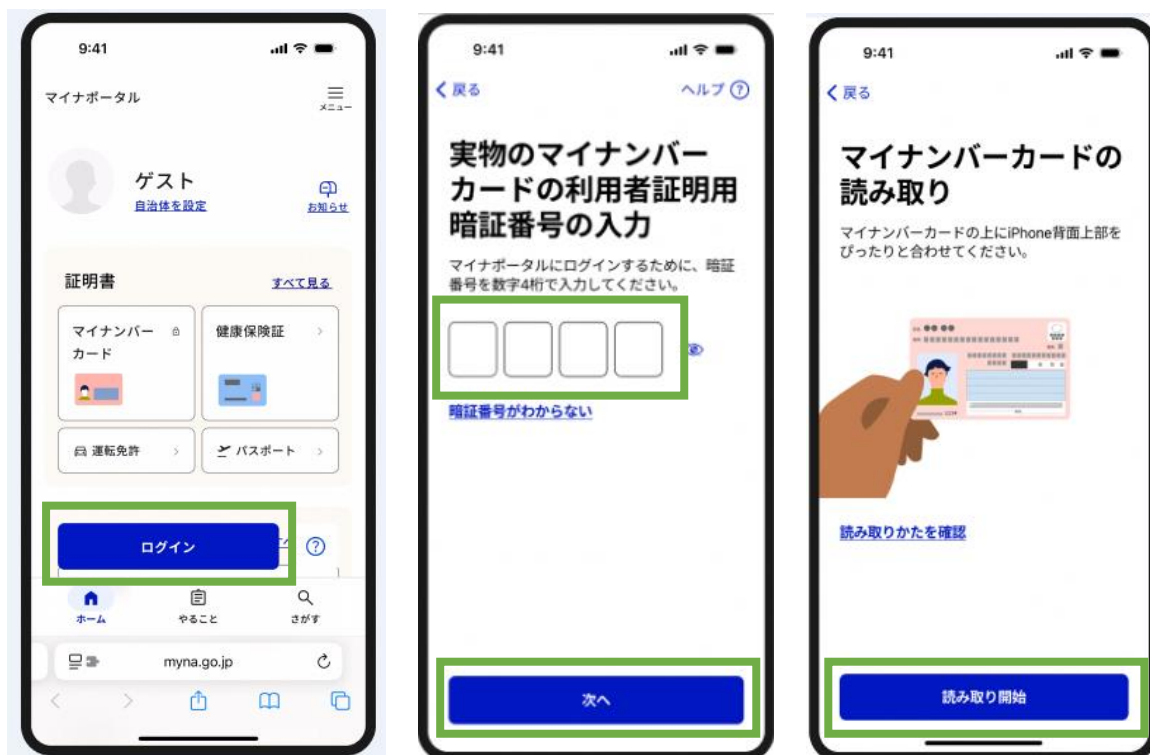 9:41
マイナポータル
メニュー
ゲスト
自治体を設定
お知らせ
証明書
すべて見る
マイナンバー
カード
健康保険証
運転免許
パスポート
ログイン
ホーム
やること
さがす
myna.go.jp
9:41
戻る
ヘルプ
実物のマイナンバー
カードの利用者証明用
暗証番号の入力
マイナポータルにログインするために、暗証
番号を数字4桁で入力してください。
暗証番号がわからない
次へ
9:41
戻る
マイナンバーカードの
読み取り
マイナンバーカードの上にiPhone背面上部を
ぴったりと合わせてください。
読み取りかたを確認
読み取り開始